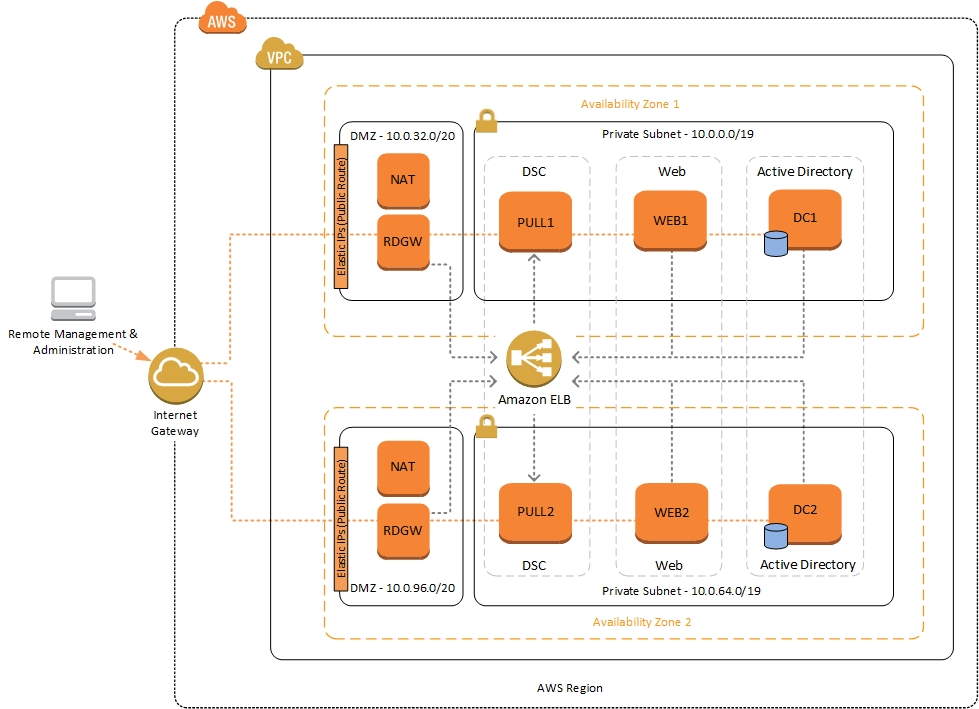 AWS
VPC
Availability Zone 1
DMZ - 10.0.32.0/20
Private Subnet - 10.0.0.0/19
Elastic IPs (Public Route)
NAT
RDGW
DSC
Web
Active Directory
PULL1
WEB1
DC1
Remote Management &
Administration
Internet
Gateway
Amazon ELB
Elastic IPs (Public Route)
NAT
RDGW
PULL2
WEB2
DC2
DSC
Web
Active Directory
DMZ - 10.0.96.0/20
Private Subnet - 10.0.64.0/19
Availability Zone 2
AWS Region